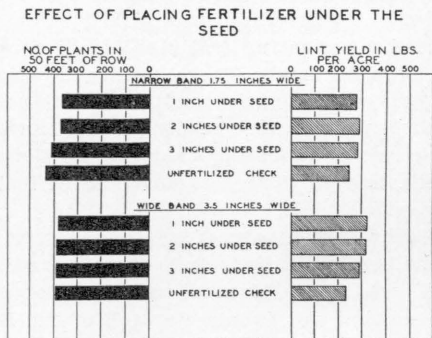 EFFECT OF PLACING FERTILIZER UNDER THE
SEED
NO.OF PLANTS IN
50 FEET OF ROW
LINT YIELD IN LBS.
PER ACRE
500 400 300 200 100 0
0 100 200 300 400 500
NARROW BAND 1.75 INCHES WIDE
1 INCH UNDER SEED
2 INCHES UNDER SEED
3 INCHES UNDER SEED
UNFERTILIZED CHECK
WIDE BAND 3.5 INCHES WIDE
1 INCH UNDER SEED
2 INCHES UNDER SEED
3 INCHES UNDER SEED
UNFERTILIZED CHECK